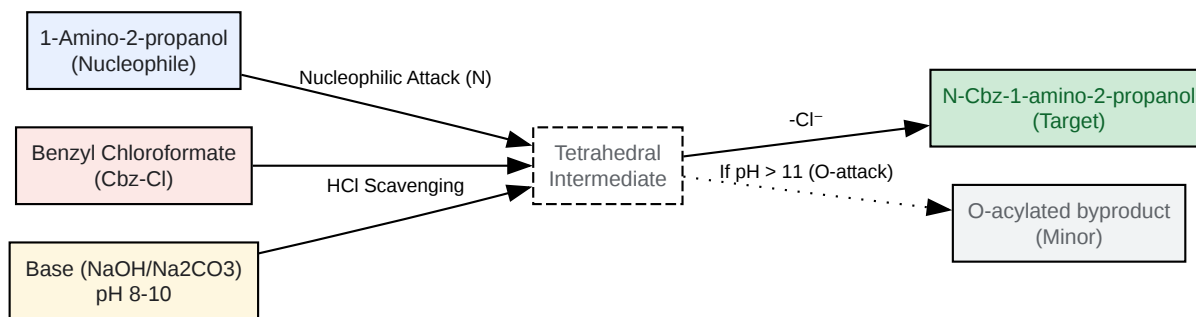 1-Amino-2-propanol
(Nucleophile)
Nucleophilic Attack (N)
Benzyl Chloroformate
(Cbz-Cl)
HCl Scavenging
Base (NaOH/Na2CO3)
pH 8-10
Tetrahedral
Intermediate
-Cl⁻
If pH > 11 (O-attack)
N-Cbz-1-amino-2-propanol
(Target)
O-acylated byproduct
(Minor)